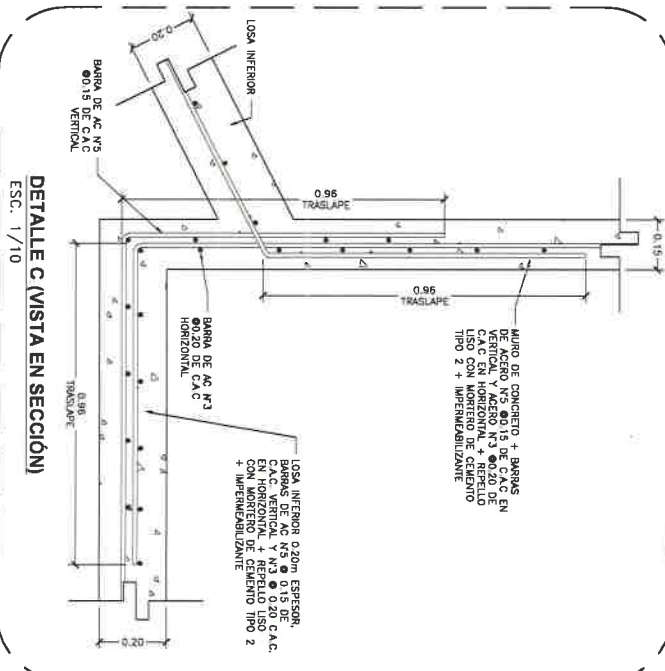 0.20
LOSA INFERIOR
BARRA DE AC N°5
@0.15 DE C.A.C
VERTICAL
0.96
TRASLAPE
0.15
0.96
TRASLAPE
MURO DE CONCRETO + BARRAS
DE ACERO N°5 @0.15 DE C.A.C EN
VERTICAL Y ACERO N°3 @0.20 DE
C.A.C EN HORIZONTAL + REPELLO
LISO CON MORTERO DE CEMENTO
TIPO 2 + IMPERMEABILIZANTE
BARRA DE AC N°3
@0.20 DE C.A.C
HORIZONTAL
0.96
TRASLAPE
LOSA INFERIOR 0.20m ESPESOR,
BARRAS DE AC N°5 @ 0.15 DE
C.A.C. VERTICAL Y N°3 @ 0.20 C.A.C.
EN HORIZONTAL + REPELLO LISO
CON MORTERO DE CEMENTO TIPO 2
+ IMPERMEABILIZANTE
0.20
DETALLE C (VISTA EN SECCIÓN)
ESC. 1/10